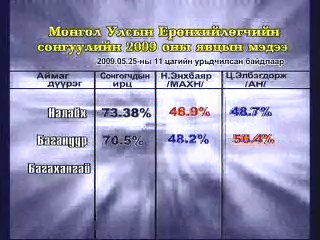 Монгол Улсын Ерөнхийлөгчийн
сонгуулийн 2009 оны явцын мэдээ
2009.05.25-ны 11 цагийн урьдчилсан байдлаар
Аймаг дүүрэг Сонгогчдын ирц Н.Энхбаяр /МАХН/ Ц.Элбэгдорж /АН/
Налайх 73.38% 46.9% 48.7%
Багануур 70.5% 48.2% 56.4%
Багахангай